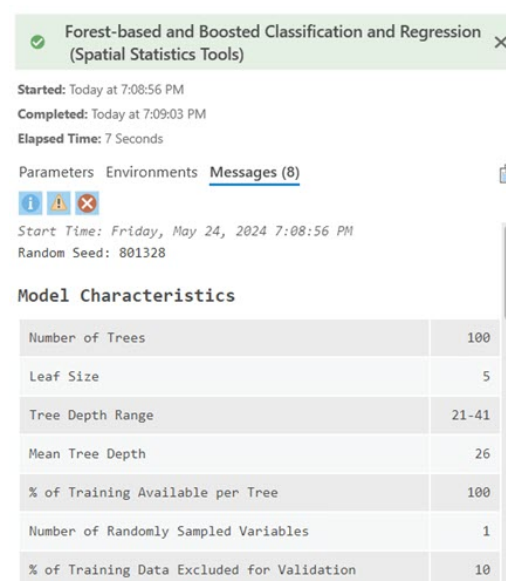 Forest-based and Boosted Classification and Regression
(Spatial Statistics Tools)
Started: Today at 7:08:56 PM
Completed: Today at 7:09:03 PM
Elapsed Time: 7 Seconds
Parameters Environments Messages (8)
Start Time: Friday, May 24, 2024 7:08:56 PM
Random Seed: 801328
Model Characteristics
Number of Trees 100
Leaf Size 5
Tree Depth Range 21-41
Mean Tree Depth 26
% of Training Available per Tree 100
Number of Randomly Sampled Variables 1
% of Training Data Excluded for Validation 10